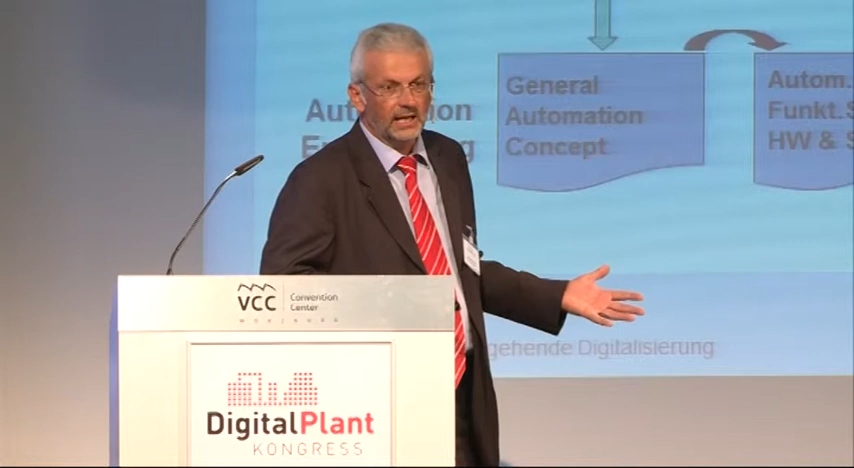 General
Automation
Concept
Autom.
Funkt.S
HW & S
gehende Digitalisierung
VCC
Convention
Center
DigitalPlant
KONGRESS